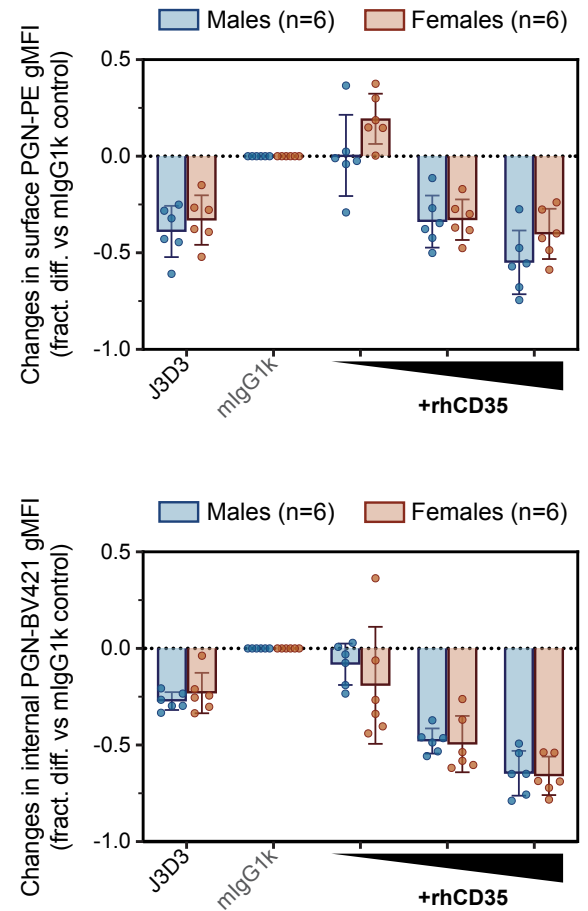 Males (n=6) Females (n=6)
Changes in surface PGN-PE gMFI
(fract. diff. vs mIgG1k control)
0.5
0.0
-0.5
-1.0
J3D3
mIgG1k
+rhCD35
Males (n=6) Females (n=6)
Changes in internal PGN-BV421 gMFI
(fract. diff. vs mIgG1k control)
0.5
0.0
-0.5
-1.0
J3D3
mIgG1k
+rhCD35